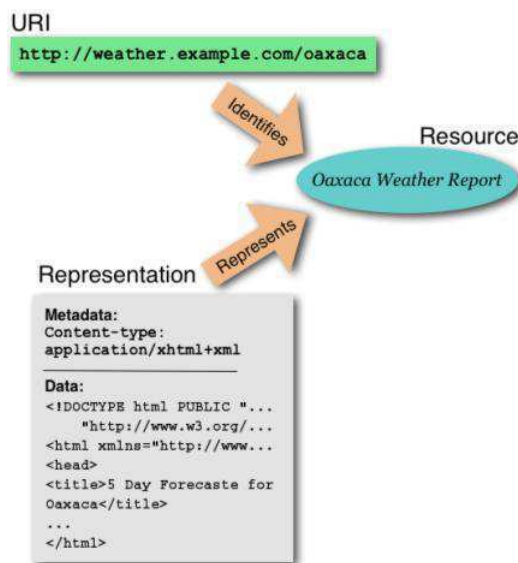 URI
http://weather.example.com/oaxaca
Identifies
Resource
Oaxaca Weather Report
Represents
Representation
Metadata:
Content-type:
application/xhtml+xml
Data:
<!DOCTYPE html PUBLIC "...
"http://www.w3.org/...
<html xmlns="http://www...
<head>
<title>5 Day Forecaste for
Oaxaca</title>
...
</html>